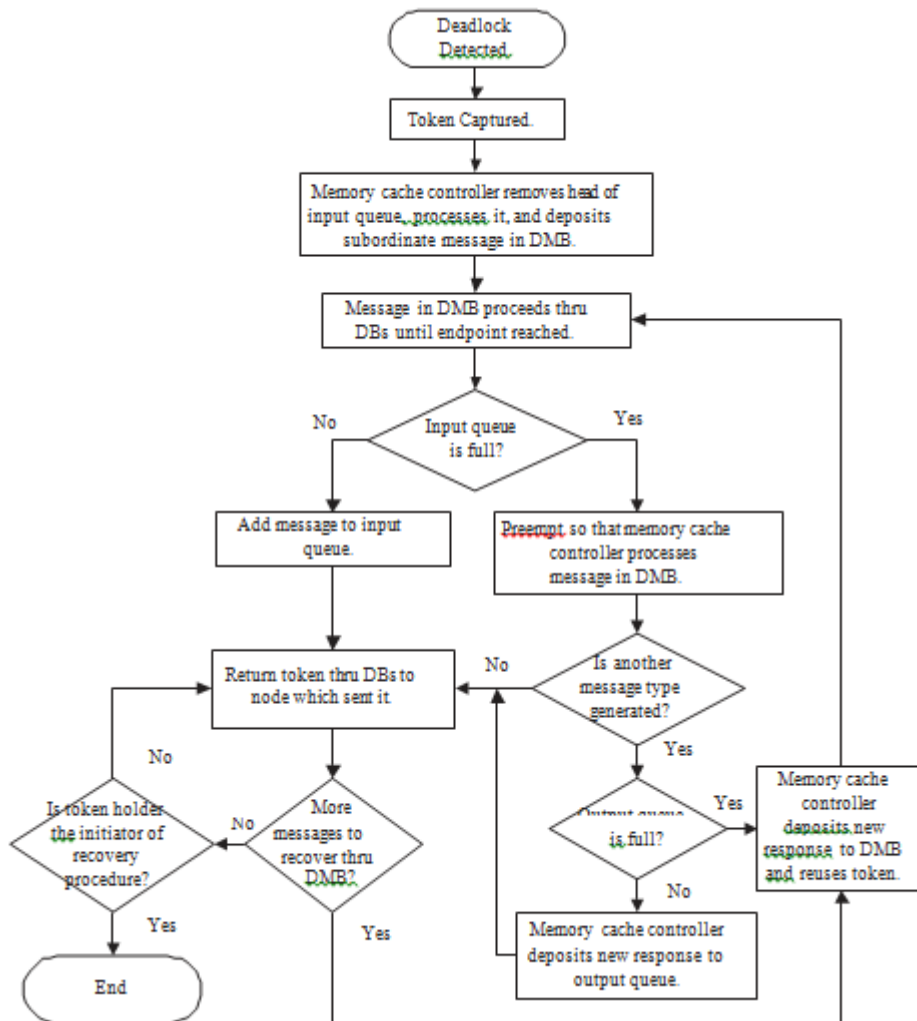 Deadlock
Detected.
Token Captured.
Memory cache controller removes head of
input queue, processes it, and deposits
subordinate message in DMB.
Message in DMB proceeds thru
DBs until endpoint reached.
No
Yes
Input queue
is full?
Add message to input
queue.
Preempt so that memory cache
controller processes
message in DMB.
Return token thru DBs to
node which sent it.
No
Is another
message type
generated?
No
Yes
Is token holder
the initiator of
recovery
procedure?
No
More
messages to
recover thru
DMB?
Output queue
is full?
Yes
Memory cache
controller
deposits new
response to DMB
and reuses token.
No
Yes
Yes
Memory cache controller
deposits new response to
output queue.
End